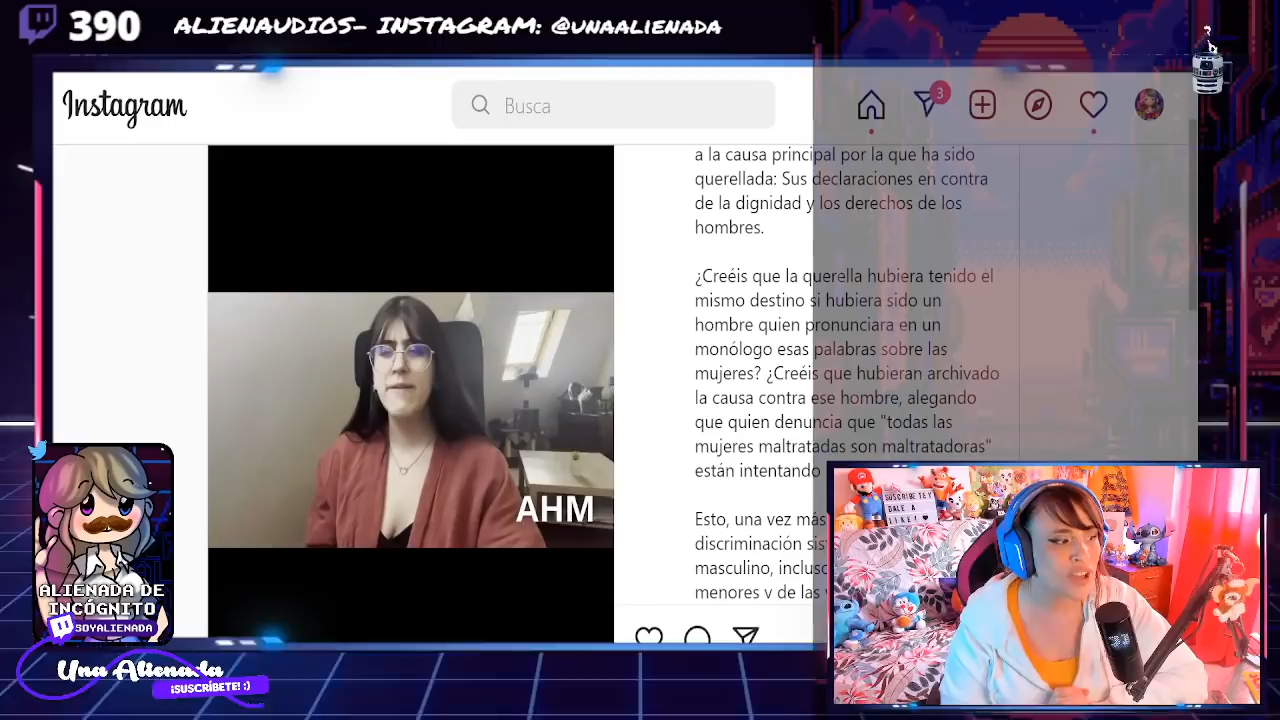 390
ALIENAUDIOS- INSTAGRAM: @UNAALIENADA
Instagram
Busca
3
a la causa principal por la que ha sido
querellada: Sus declaraciones en contra
de la dignidad y los derechos de los
hombres.
¿Creéis que la querella hubiera tenido el
mismo destino si hubiera sido un
hombre quien pronunciara en un
monólogo esas palabras sobre las
mujeres? ¿Creéis que hubieran archivado
la causa contra ese hombre, alegando
que quien denuncia que "todas las
mujeres maltratadas son maltratadoras"
están intentando
Esto, una vez más
discriminación
masculino,
menores y de las
AHM
ALIENADA DE
INCÓGNITO
SOYALIENADA
Una Alienada
¡SUSCRÍBETE! :)
SUSCRIBETE Y
DALE A
LIKE!